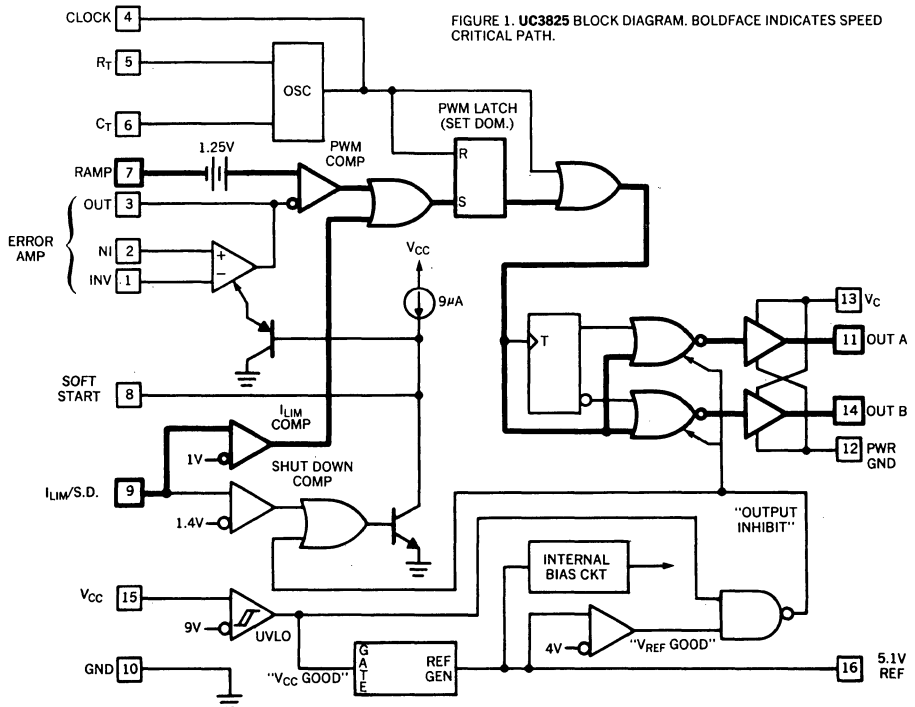 FIGURE 1. UC3825 BLOCK DIAGRAM. BOLDFACE INDICATES SPEED
CRITICAL PATH.
CLOCK 4
RT 5
CT 6
OSC
PWM LATCH
(SET DOM.)
R
S
1.25V
PWM
COMP
RAMP 7
OUT 3
ERROR
AMP
NI 2
INV 1
+
−
VCC
9µA
T
13 VC
11 OUT A
14 OUT B
12 PWR
GND
SOFT
START 8
ILIM
COMP
1V
SHUT DOWN
COMP
ILIM/S.D. 9
1.4V
"OUTPUT
INHIBIT"
INTERNAL
BIAS CKT
VCC 15
9V
UVLO
4V
"VREF GOOD"
GND 10
"VCC GOOD"
GATE
REF
GEN
16 5.1V
REF